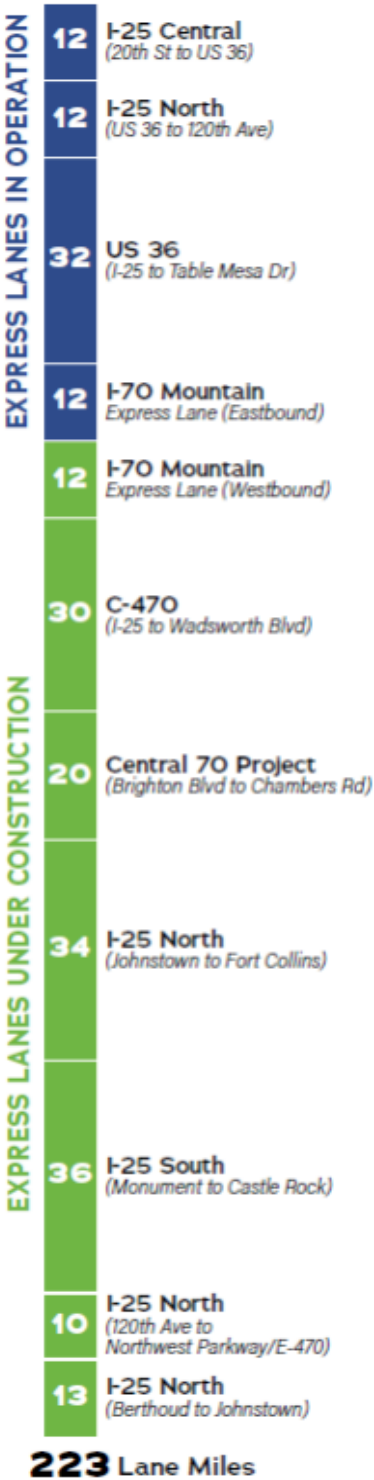 EXPRESS LANES IN OPERATION
12 I-25 Central
(20th St to US 36)
12 I-25 North
(US 36 to 120th Ave)
32 US 36
(I-25 to Table Mesa Dr)
12 I-70 Mountain
Express Lane (Eastbound)
EXPRESS LANES UNDER CONSTRUCTION
12 I-70 Mountain
Express Lane (Westbound)
30 C-470
(I-25 to Wadsworth Blvd)
20 Central 70 Project
(Brighton Blvd to Chambers Rd)
34 I-25 North
(Johnstown to Fort Collins)
36 I-25 South
(Monument to Castle Rock)
10 I-25 North
(120th Ave to
Northwest Parkway/E-470)
13 I-25 North
(Berthoud to Johnstown)
223 Lane Miles